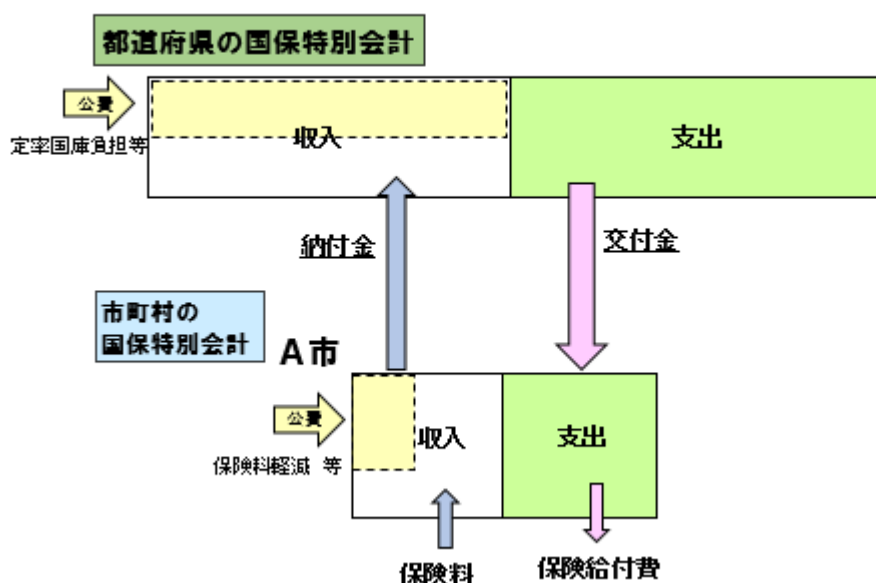 都道府県の国保特別会計
公費
定率国庫負担等
収入
支出
納付金
交付金
市町村の
国保特別会計
A市
公費
保険料軽減 等
収入
支出
保険料
保険給付費